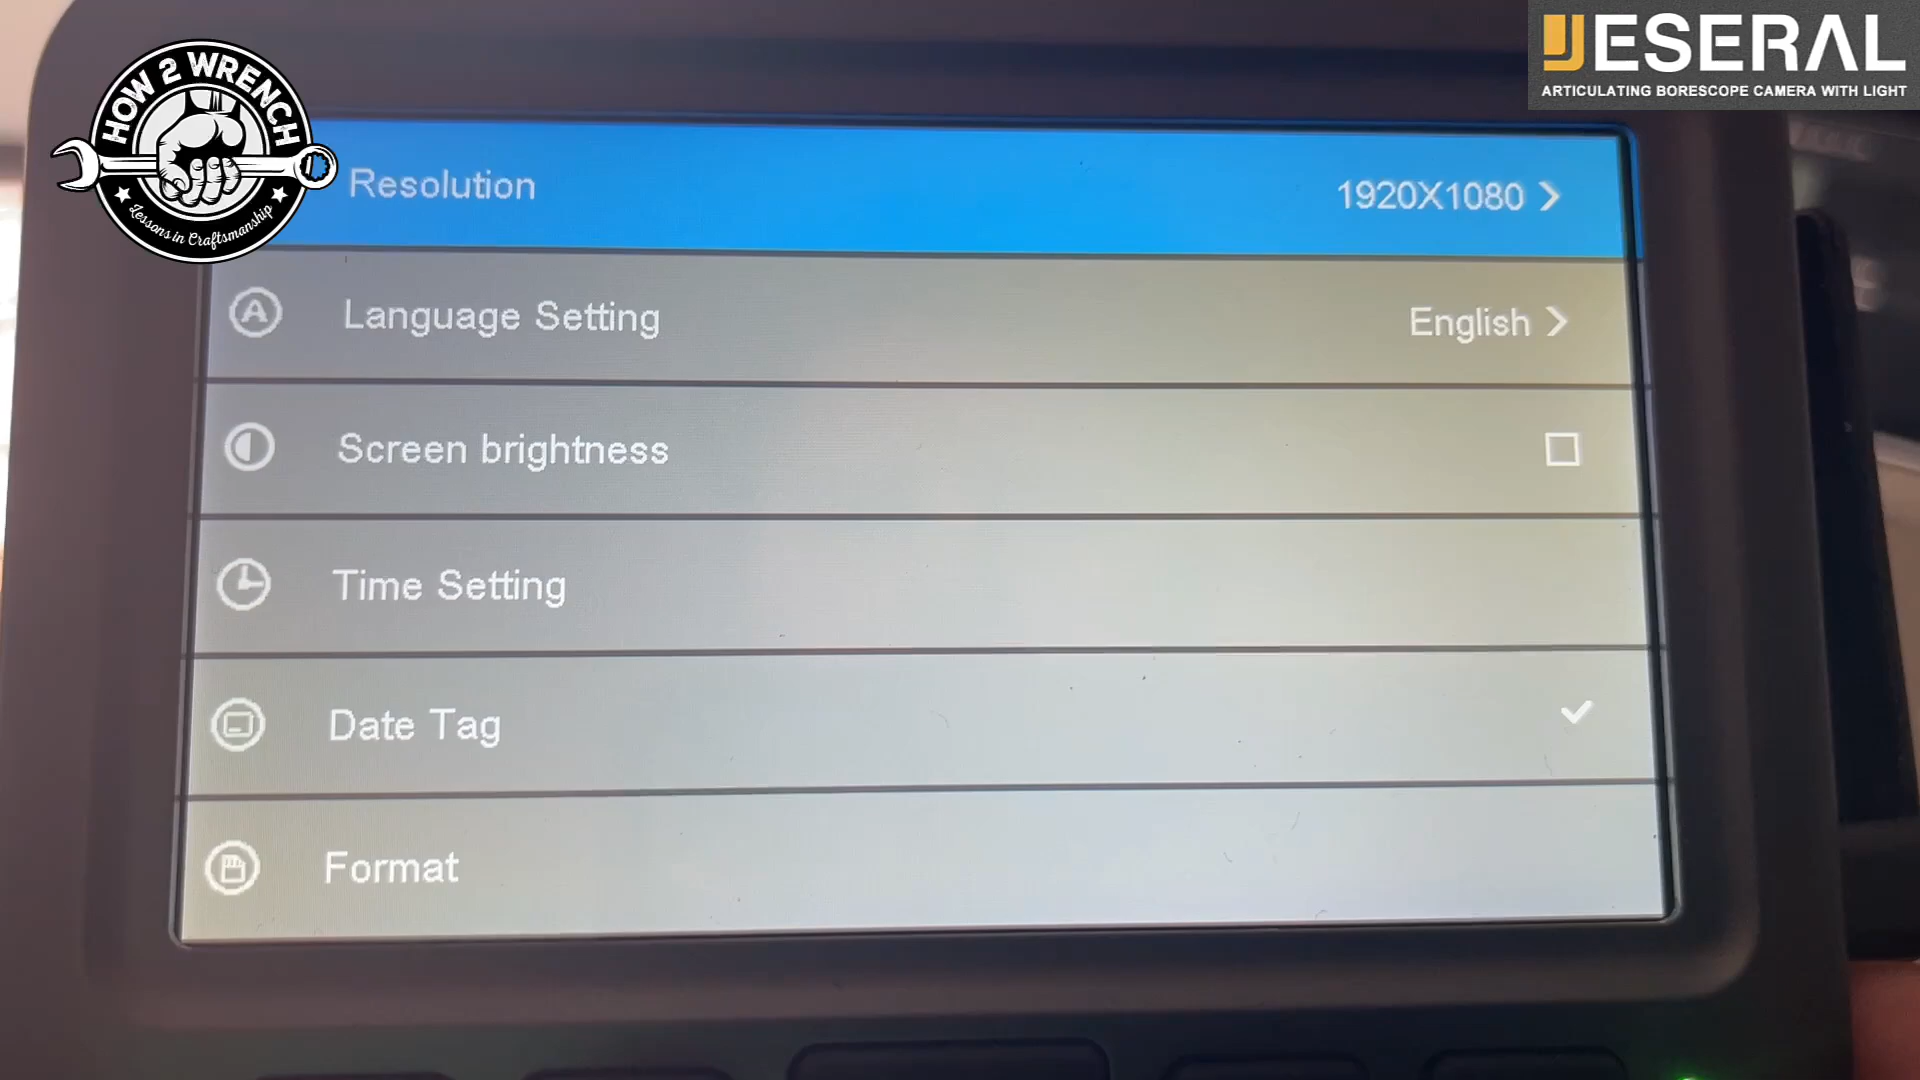 HOW 2 WRENCH
Lessons in Craftsmanship
JESERAL
ARTICULATING BORESCOPE CAMERA WITH LIGHT
Resolution 1920X1080
Language Setting English
Screen brightness
Time Setting
Date Tag
Format